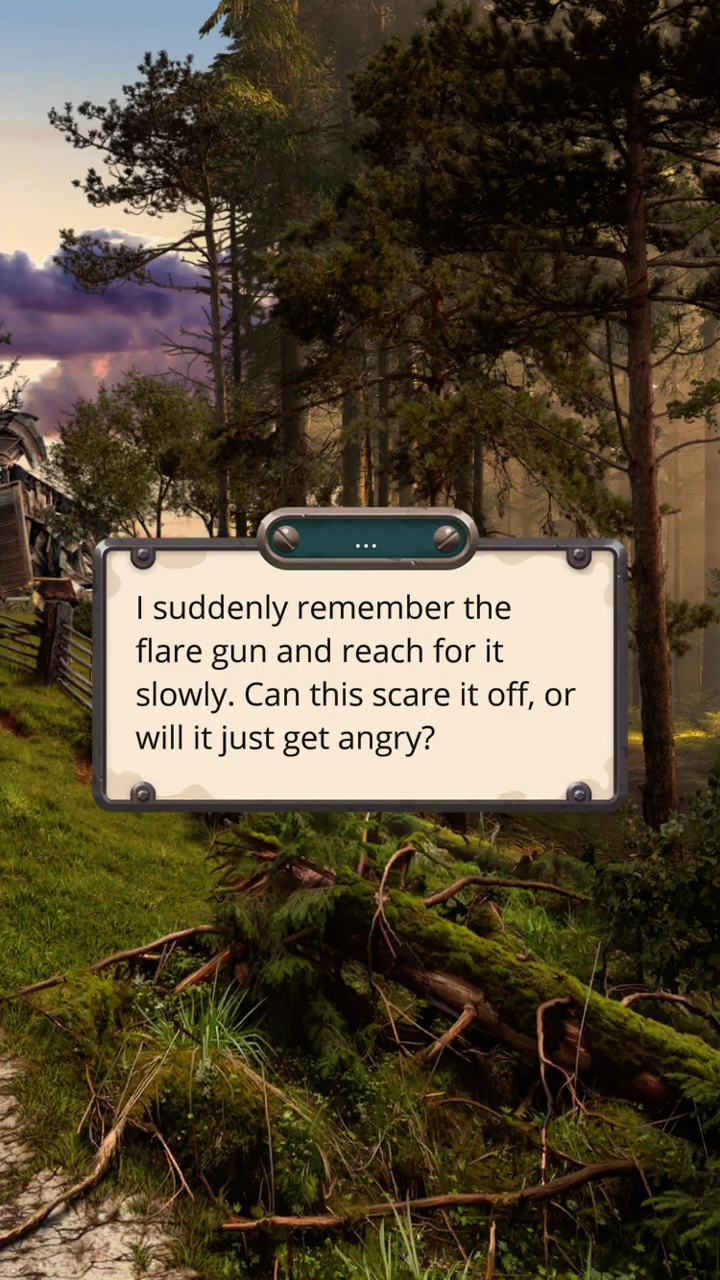 ...
I suddenly remember the
flare gun and reach for it
slowly. Can this scare it off, or
will it just get angry?